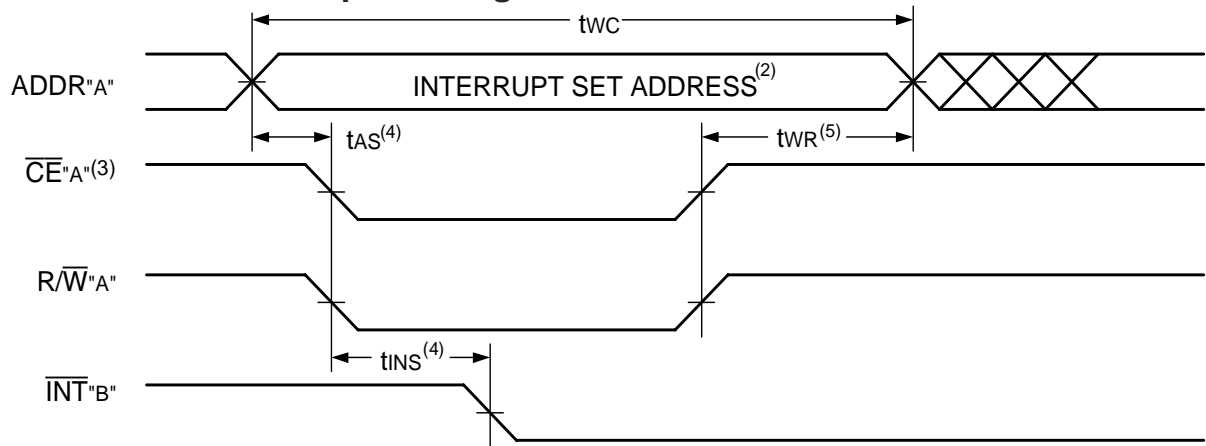 tWC
ADDR"A"
INTERRUPT SET ADDRESS(2)
tAS(4)
tWR(5)
CE"A"(3)
R/W"A"
tINS(4)
INT"B"